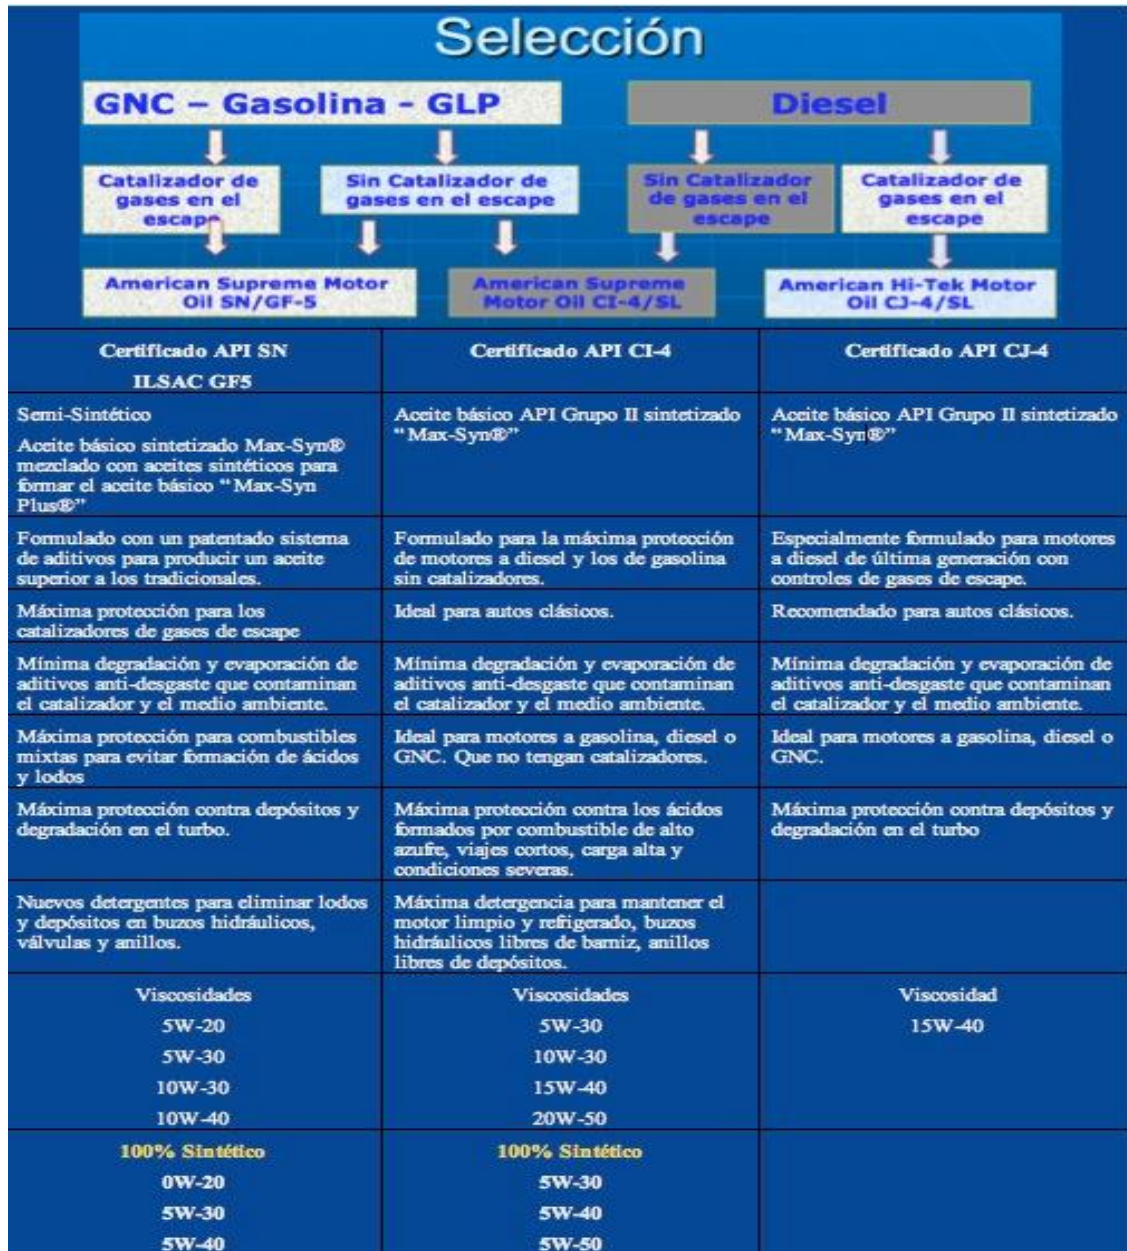 Selección
GNC – Gasolina - GLP
Diesel
Catalizador de
gases en el
escape
Sin Catalizador de
gases en el escape
Sin Catalizador
de gases en el
escape
Catalizador de
gases en el
escape
American Supreme Motor
Oil SN/GF-5
American Supreme
Motor Oil CI-4/SL
American Hi-Tek Motor
Oil CJ-4/SL
Certificado API SN
ILSAC GF5
Certificado API CI-4
Certificado API CJ-4
Semi-Sintético
Aceite básico sintetizado Max-Syn®
mezclado con aceites sintéticos para
formar el aceite básico “Max-Syn
Plus®”
Aceite básico API Grupo II sintetizado
“Max-Syn®”
Aceite básico API Grupo II sintetizado
“Max-Syn®”
Formulado con un patentado sistema
de aditivos para producir un aceite
superior a los tradicionales.
Formulado para la máxima protección
de motores a diesel y los de gasolina
sin catalizadores.
Especialmente formulado para motores
a diesel de última generación con
controles de gases de escape.
Máxima protección para los
catalizadores de gases de escape
Ideal para autos clásicos.
Recomendado para autos clásicos.
Mínima degradación y evaporación de
aditivos anti-desgaste que contaminan
el catalizador y el medio ambiente.
Mínima degradación y evaporación de
aditivos anti-desgaste que contaminan
el catalizador y el medio ambiente.
Mínima degradación y evaporación de
aditivos anti-desgaste que contaminan
el catalizador y el medio ambiente.
Máxima protección para combustibles
mixtas para evitar formación de ácidos
y lodos
Ideal para motores a gasolina, diesel o
GNC. Que no tengan catalizadores.
Ideal para motores a gasolina, diesel o
GNC.
Máxima protección contra depósitos y
degradación en el turbo.
Máxima protección contra los ácidos
formados por combustible de alto
azufre, viajes cortos, carga alta y
condiciones severas.
Máxima protección contra depósitos y
degradación en el turbo
Nuevos detergentes para eliminar lodos
y depósitos en buzos hidráulicos,
válvulas y anillos.
Máxima detergencia para mantener el
motor limpio y refrigerado, buzos
hidráulicos libres de barniz, anillos
libres de depósitos.
Viscosidades
5W-20
5W-30
10W-30
10W-40
Viscosidades
5W-30
10W-30
15W-40
20W-50
Viscosidad
15W-40
100% Sintético
0W-20
5W-30
5W-40
100% Sintético
5W-30
5W-40
5W-50